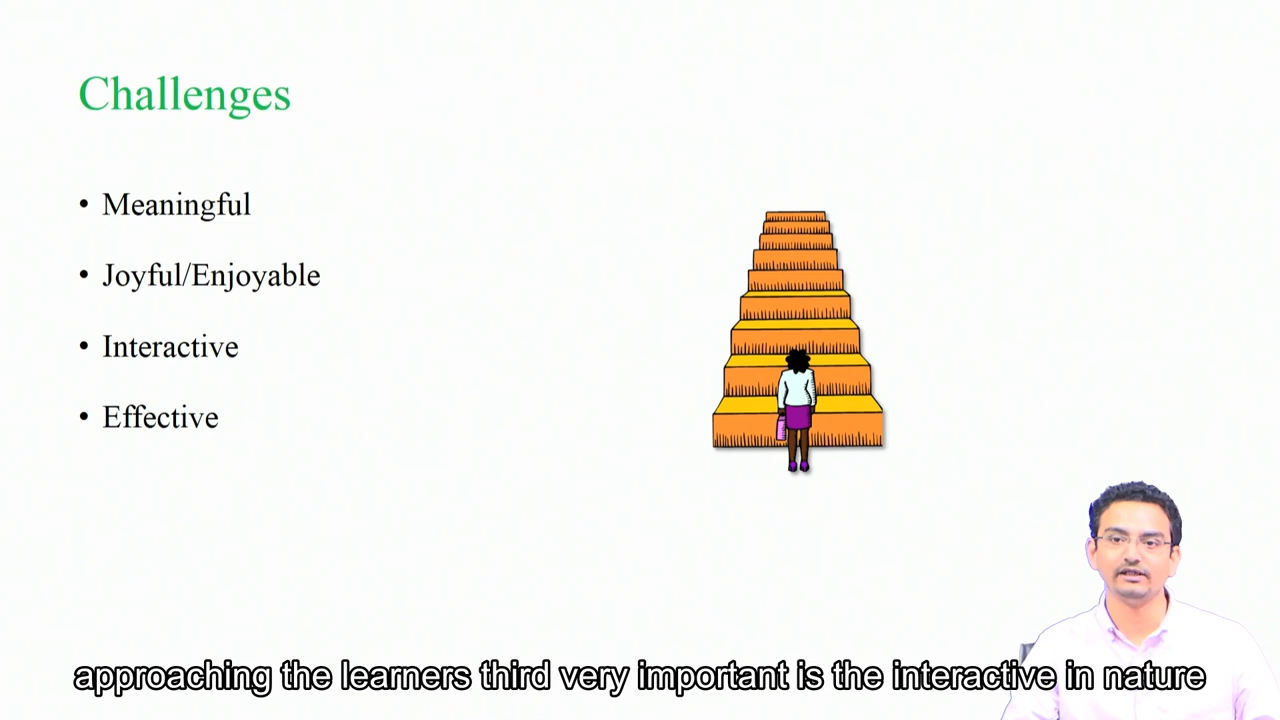 Challenges
• Meaningful
• Joyful/Enjoyable
• Interactive
• Effective
approaching the learners third very important is the interactive in nature